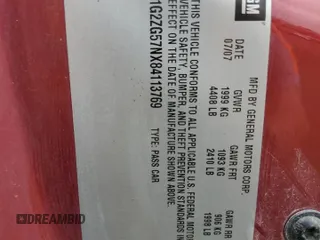 GM
MFD BY GENERAL MOTORS CORP
DATE GVWR GAWR FRT GAWR RR
07/07 1999 KG 1093 KG 906 KG
4408 LB 2410 LB 1998 LB
THIS VEHICLE CONFORMS TO ALL APPLICABLE U.S. FEDERAL MOTOR
VEHICLE SAFETY, BUMPER, AND THEFT PREVENTION STANDARDS IN
EFFECT ON THE DATE OF MANUFACTURE SHOWN ABOVE.
1G2ZG57NX84113769 TYPE: PASS CAR
DREAMBID